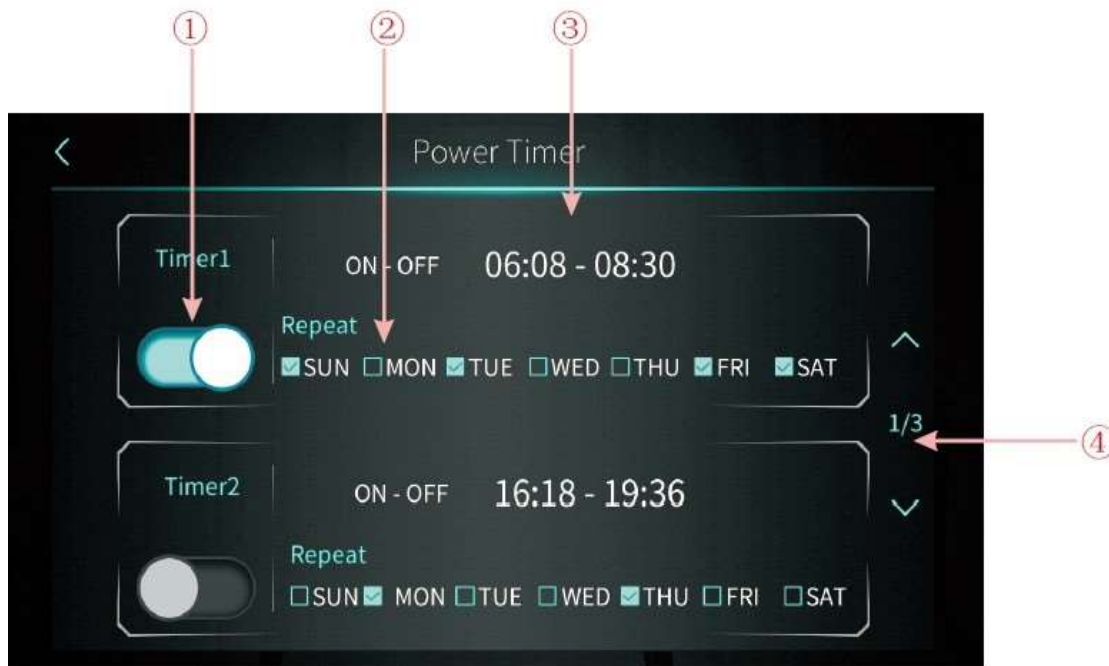 ① ② ③
Power Timer
Timer1
ON - OFF 06:08 - 08:30
Repeat
SUN MON TUE WED THU FRI SAT
1/3
④
Timer2
ON - OFF 16:18 - 19:36
Repeat
SUN MON TUE WED THU FRI SAT